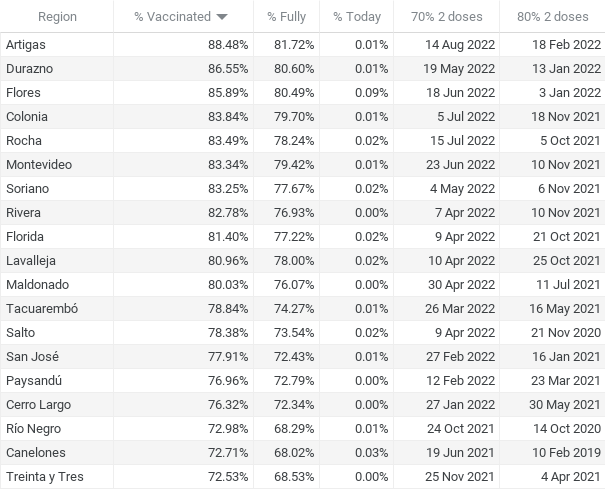 Region % Vaccinated % Fully % Today 70% 2 doses 80% 2 doses
Artigas 88.48% 81.72% 0.01% 14 Aug 2022 18 Feb 2022
Durazno 86.55% 80.60% 0.01% 19 May 2022 13 Jan 2022
Flores 85.89% 80.49% 0.09% 18 Jun 2022 3 Jan 2022
Colonia 83.84% 79.70% 0.01% 5 Jul 2022 18 Nov 2021
Rocha 83.49% 78.24% 0.02% 15 Jul 2022 5 Oct 2021
Montevideo 83.34% 79.42% 0.01% 23 Jun 2022 10 Nov 2021
Soriano 83.25% 77.67% 0.02% 4 May 2022 6 Nov 2021
Rivera 82.78% 76.93% 0.00% 7 Apr 2022 10 Nov 2021
Florida 81.40% 77.22% 0.02% 9 Apr 2022 21 Oct 2021
Lavalleja 80.96% 78.00% 0.02% 10 Apr 2022 25 Oct 2021
Maldonado 80.03% 76.07% 0.00% 30 Apr 2022 11 Jul 2021
Tacuarembó 78.84% 74.27% 0.01% 26 Mar 2022 16 May 2021
Salto 78.38% 73.54% 0.02% 9 Apr 2022 21 Nov 2020
San José 77.91% 72.43% 0.01% 27 Feb 2022 16 Jan 2021
Paysandú 76.96% 72.79% 0.00% 12 Feb 2022 23 Mar 2021
Cerro Largo 76.32% 72.34% 0.00% 27 Jan 2022 30 May 2021
Río Negro 72.98% 68.29% 0.01% 24 Oct 2021 14 Oct 2020
Canelones 72.71% 68.02% 0.03% 19 Jun 2021 10 Feb 2019
Treinta y Tres 72.53% 68.53% 0.00% 25 Nov 2021 4 Apr 2021